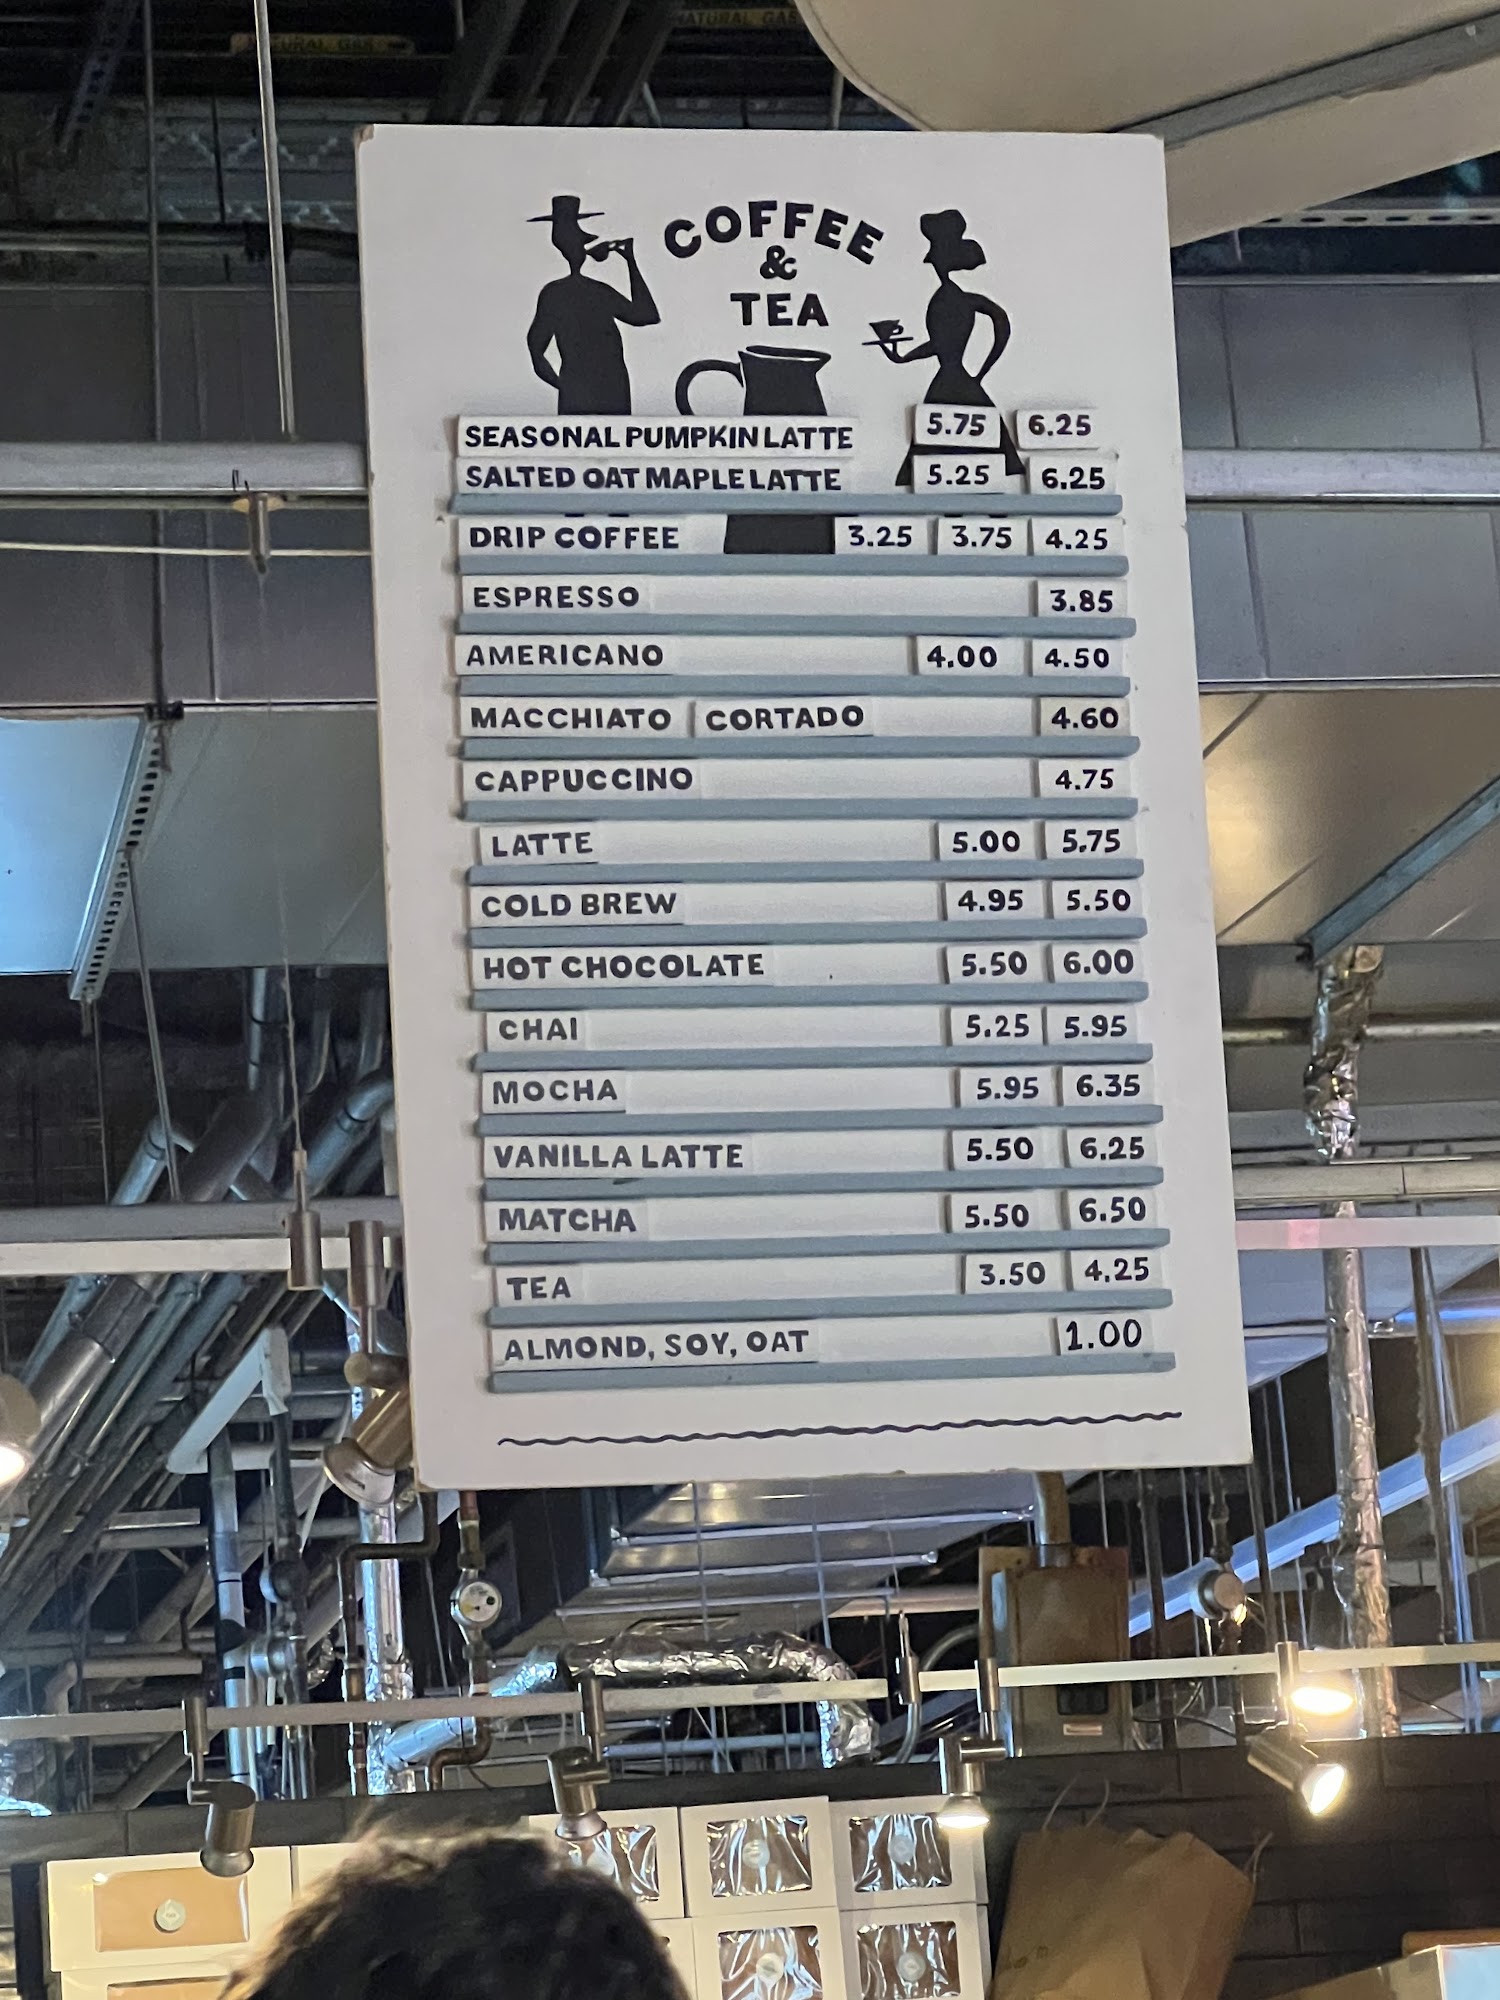 NATURAL GAS
NATURAL GAS
COFFEE
&
TEA
SEASONAL PUMPKIN LATTE 5.75 6.25
SALTED OAT MAPLE LATTE 5.25 6.25
DRIP COFFEE 3.25 3.75 4.25
ESPRESSO 3.85
AMERICANO 4.00 4.50
MACCHIATO CORTADO 4.60
CAPPUCCINO 4.75
LATTE 5.00 5.75
COLD BREW 4.95 5.50
HOT CHOCOLATE 5.50 6.00
CHAI 5.25 5.95
MOCHA 5.95 6.35
VANILLA LATTE 5.50 6.25
MATCHA 5.50 6.50
TEA 3.50 4.25
ALMOND, SOY, OAT 1.00